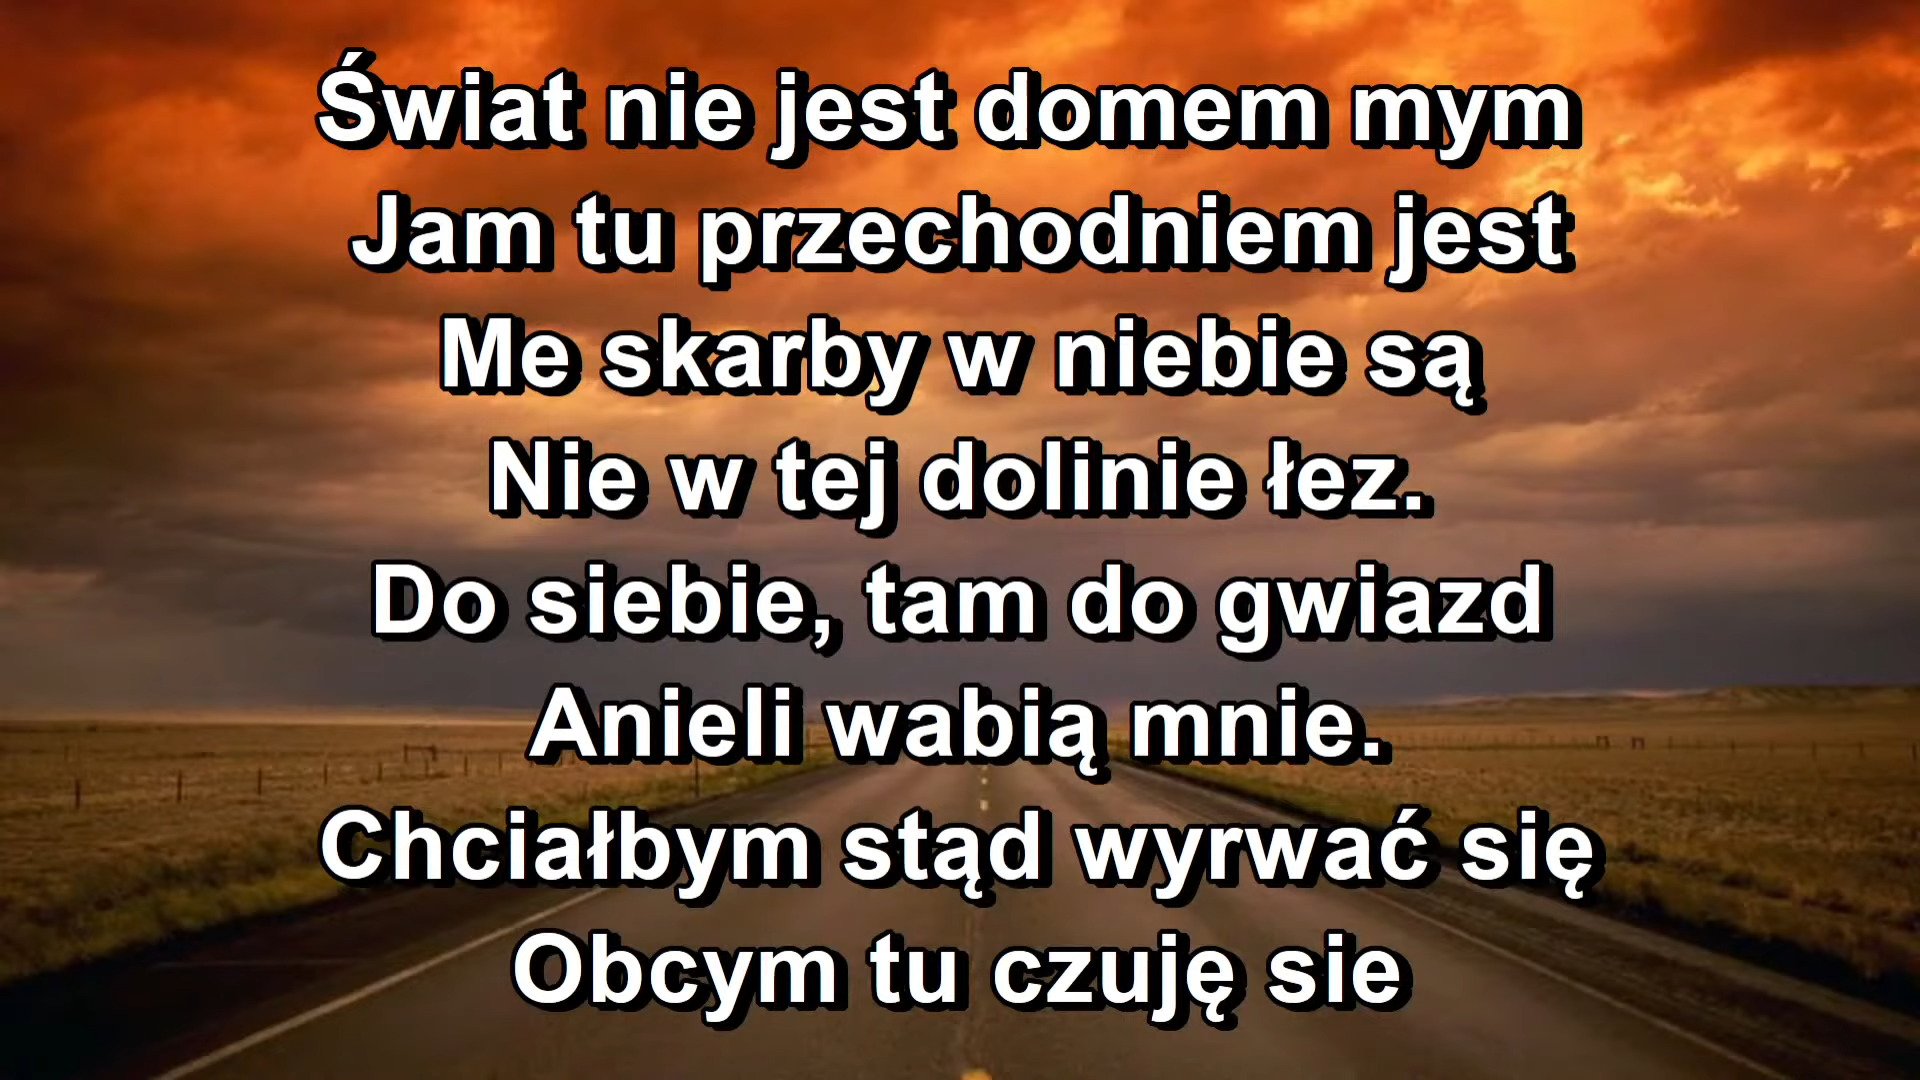 Świat nie jest domem mym
Jam tu przechodniem jest
Me skarby w niebie są
Nie w tej dolinie łez.
Do siebie, tam do gwiazd
Anieli wabią mnie.
Chciałbym stąd wyrwać się
Obcym tu czuję sie